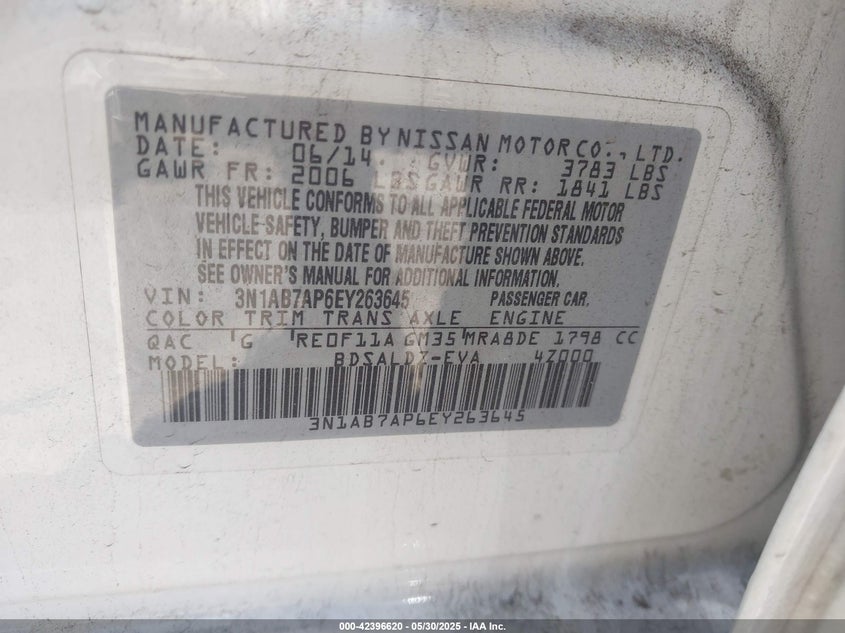 MANUFACTURED BY NISSAN MOTOR CO., LTD.
DATE: 06/14 GVWR: 3783 LBS
GAWR FR: 2006 LBS GAWR RR: 1841 LBS
THIS VEHICLE CONFORMS TO ALL APPLICABLE FEDERAL MOTOR
VEHICLE-SAFETY, BUMPER AND THEFT PREVENTION STANDARDS
IN EFFECT ON THE DATE OF MANUFACTURE SHOWN ABOVE.
SEE OWNER'S MANUAL FOR ADDITIONAL INFORMATION.
VIN: 3N1AB7AP6EY263645 PASSENGER CAR.
COLOR TRIM TRANS AXLE ENGINE
QAC G RE0F11A GM35 MRA8DE 1798 CC
MODEL: BDSALDZ-EVA 4Z000
3N1AB7AP6EY263645
000-42396620 - 05/30/2025 - IAA Inc.